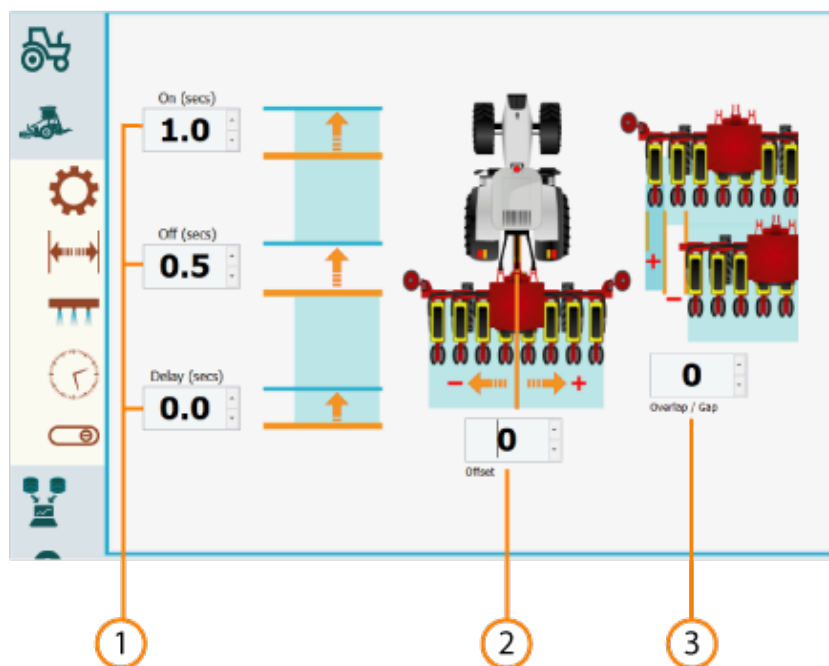 On (secs)
1.0
Off (secs)
0.5
Delay (secs)
0.0
- +
0
Offset
+
-
0
Overlap / Gap
1
2
3